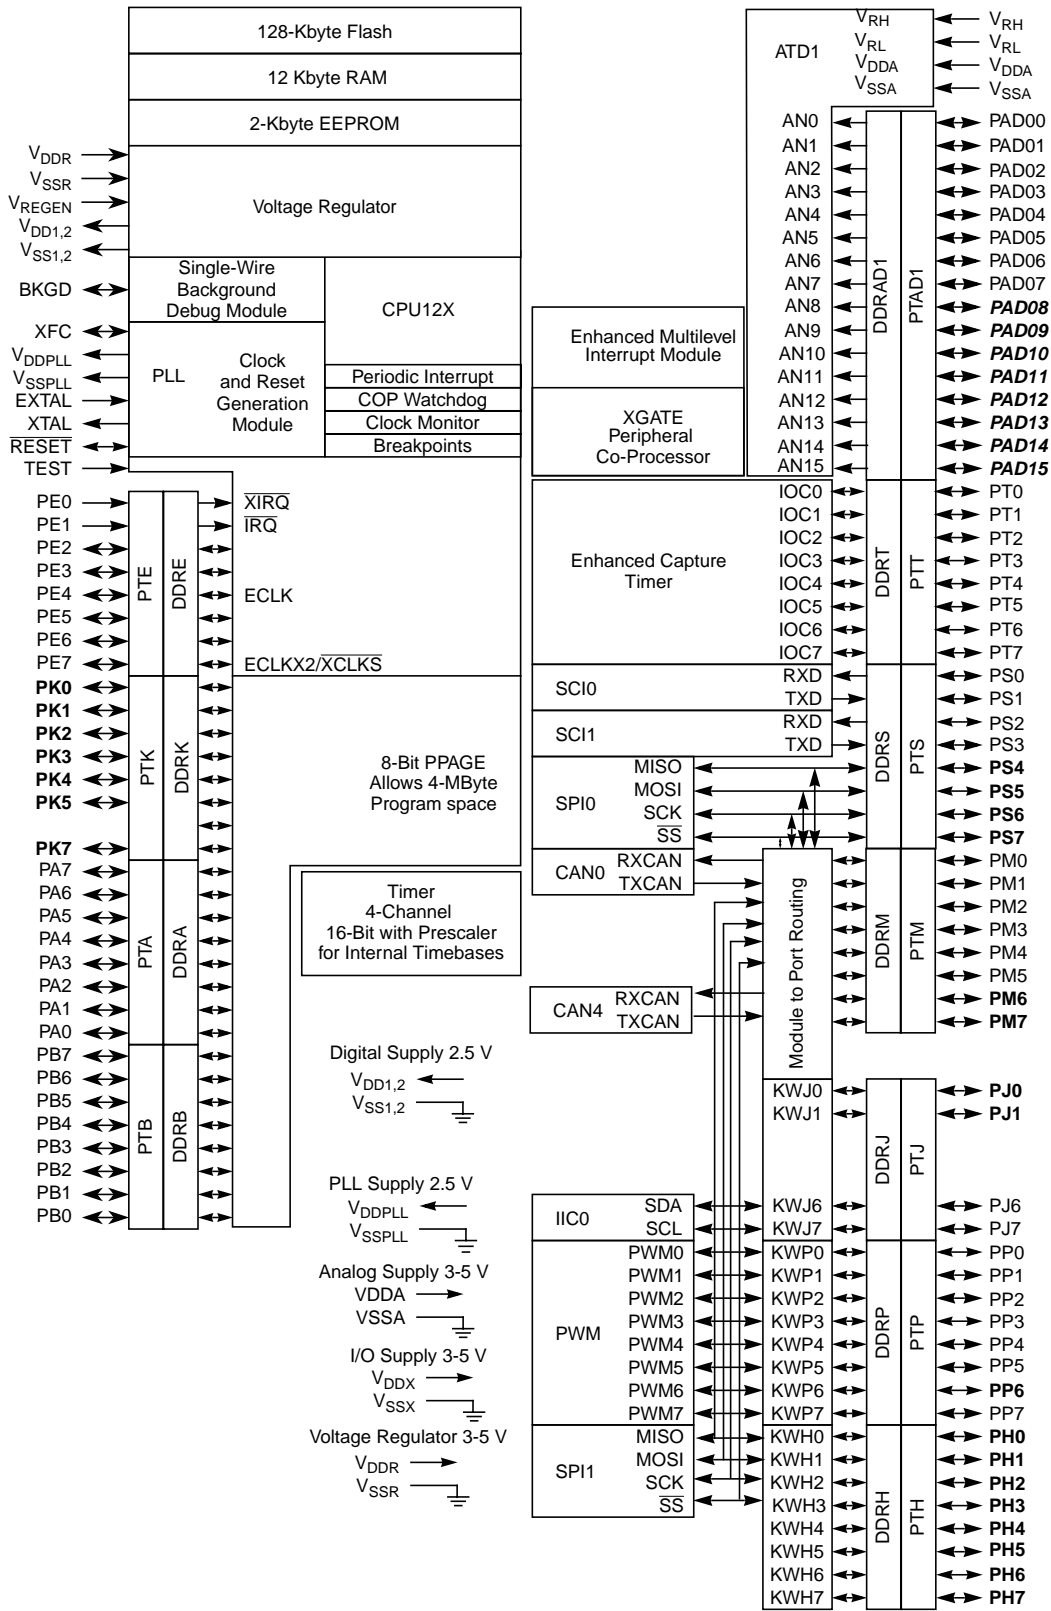 128-Kbyte Flash
12 Kbyte RAM
2-Kbyte EEPROM
VDDR
VSSR
VREGEN
VDD1,2
VSS1,2
Voltage Regulator
BKGD
Single-Wire
Background
Debug Module
CPU12X
XFC
VDDPLL
VSSPLL
EXTAL
XTAL
RESET
TEST
PLL
Clock
and Reset
Generation
Module
Periodic Interrupt
COP Watchdog
Clock Monitor
Breakpoints
PE0
PE1
PE2
PE3
PE4
PE5
PE6
PE7
PTE
DDRE
XIRQ
IRQ
ECLK
ECLKX2/XCLKS
PK0
PK1
PK2
PK3
PK4
PK5
PK7
PTK
DDRK
8-Bit PPAGE
Allows 4-MByte
Program space
PA7
PA6
PA5
PA4
PA3
PA2
PA1
PA0
PTA
DDRA
Timer
4-Channel
16-Bit with Prescaler
for Internal Timebases
PB7
PB6
PB5
PB4
PB3
PB2
PB1
PB0
PTB
DDRB
Digital Supply 2.5 V
VDD1,2
VSS1,2
PLL Supply 2.5 V
VDDPLL
VSSPLL
Analog Supply 3-5 V
VDDA
VSSA
I/O Supply 3-5 V
VDDX
VSSX
Voltage Regulator 3-5 V
VDDR
VSSR
Enhanced Multilevel
Interrupt Module
XGATE
Peripheral
Co-Processor
ATD1
VRH
VRL
VDDA
VSSA
VRH
VRL
VDDA
VSSA
AN0
AN1
AN2
AN3
AN4
AN5
AN6
AN7
AN8
AN9
AN10
AN11
AN12
AN13
AN14
AN15
DDRAD1
PTAD1
PAD00
PAD01
PAD02
PAD03
PAD04
PAD05
PAD06
PAD07
PAD08
PAD09
PAD10
PAD11
PAD12
PAD13
PAD14
PAD15
Enhanced Capture
Timer
IOC0
IOC1
IOC2
IOC3
IOC4
IOC5
IOC6
IOC7
DDRT
PTT
PT0
PT1
PT2
PT3
PT4
PT5
PT6
PT7
SCI0
RXD
TXD
SCI1
RXD
TXD
SPI0
MISO
MOSI
SCK
SS
DDRS
PTS
PS0
PS1
PS2
PS3
PS4
PS5
PS6
PS7
CAN0
RXCAN
TXCAN
CAN4
RXCAN
TXCAN
Module to Port Routing
DDRM
PTM
PM0
PM1
PM2
PM3
PM4
PM5
PM6
PM7
KWJ0
KWJ1
KWJ6
KWJ7
DDRJ
PTJ
PJ0
PJ1
PJ6
PJ7
IIC0
SDA
SCL
PWM
PWM0
PWM1
PWM2
PWM3
PWM4
PWM5
PWM6
PWM7
KWP0
KWP1
KWP2
KWP3
KWP4
KWP5
KWP6
KWP7
DDRP
PTP
PP0
PP1
PP2
PP3
PP4
PP5
PP6
PP7
SPI1
MISO
MOSI
SCK
SS
KWH0
KWH1
KWH2
KWH3
KWH4
KWH5
KWH6
KWH7
DDRH
PTH
PH0
PH1
PH2
PH3
PH4
PH5
PH6
PH7